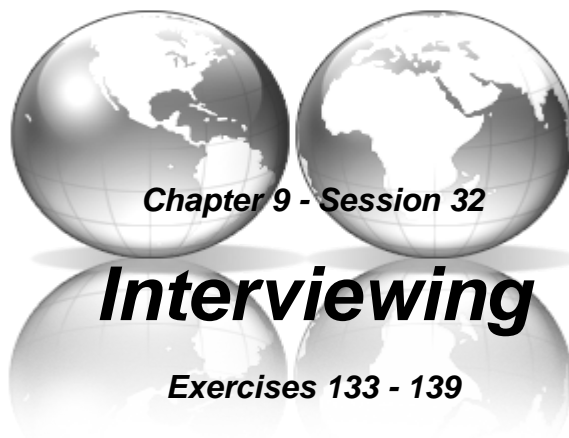 Chapter 9 - Session 32
Interviewing
Exercises 133 - 139